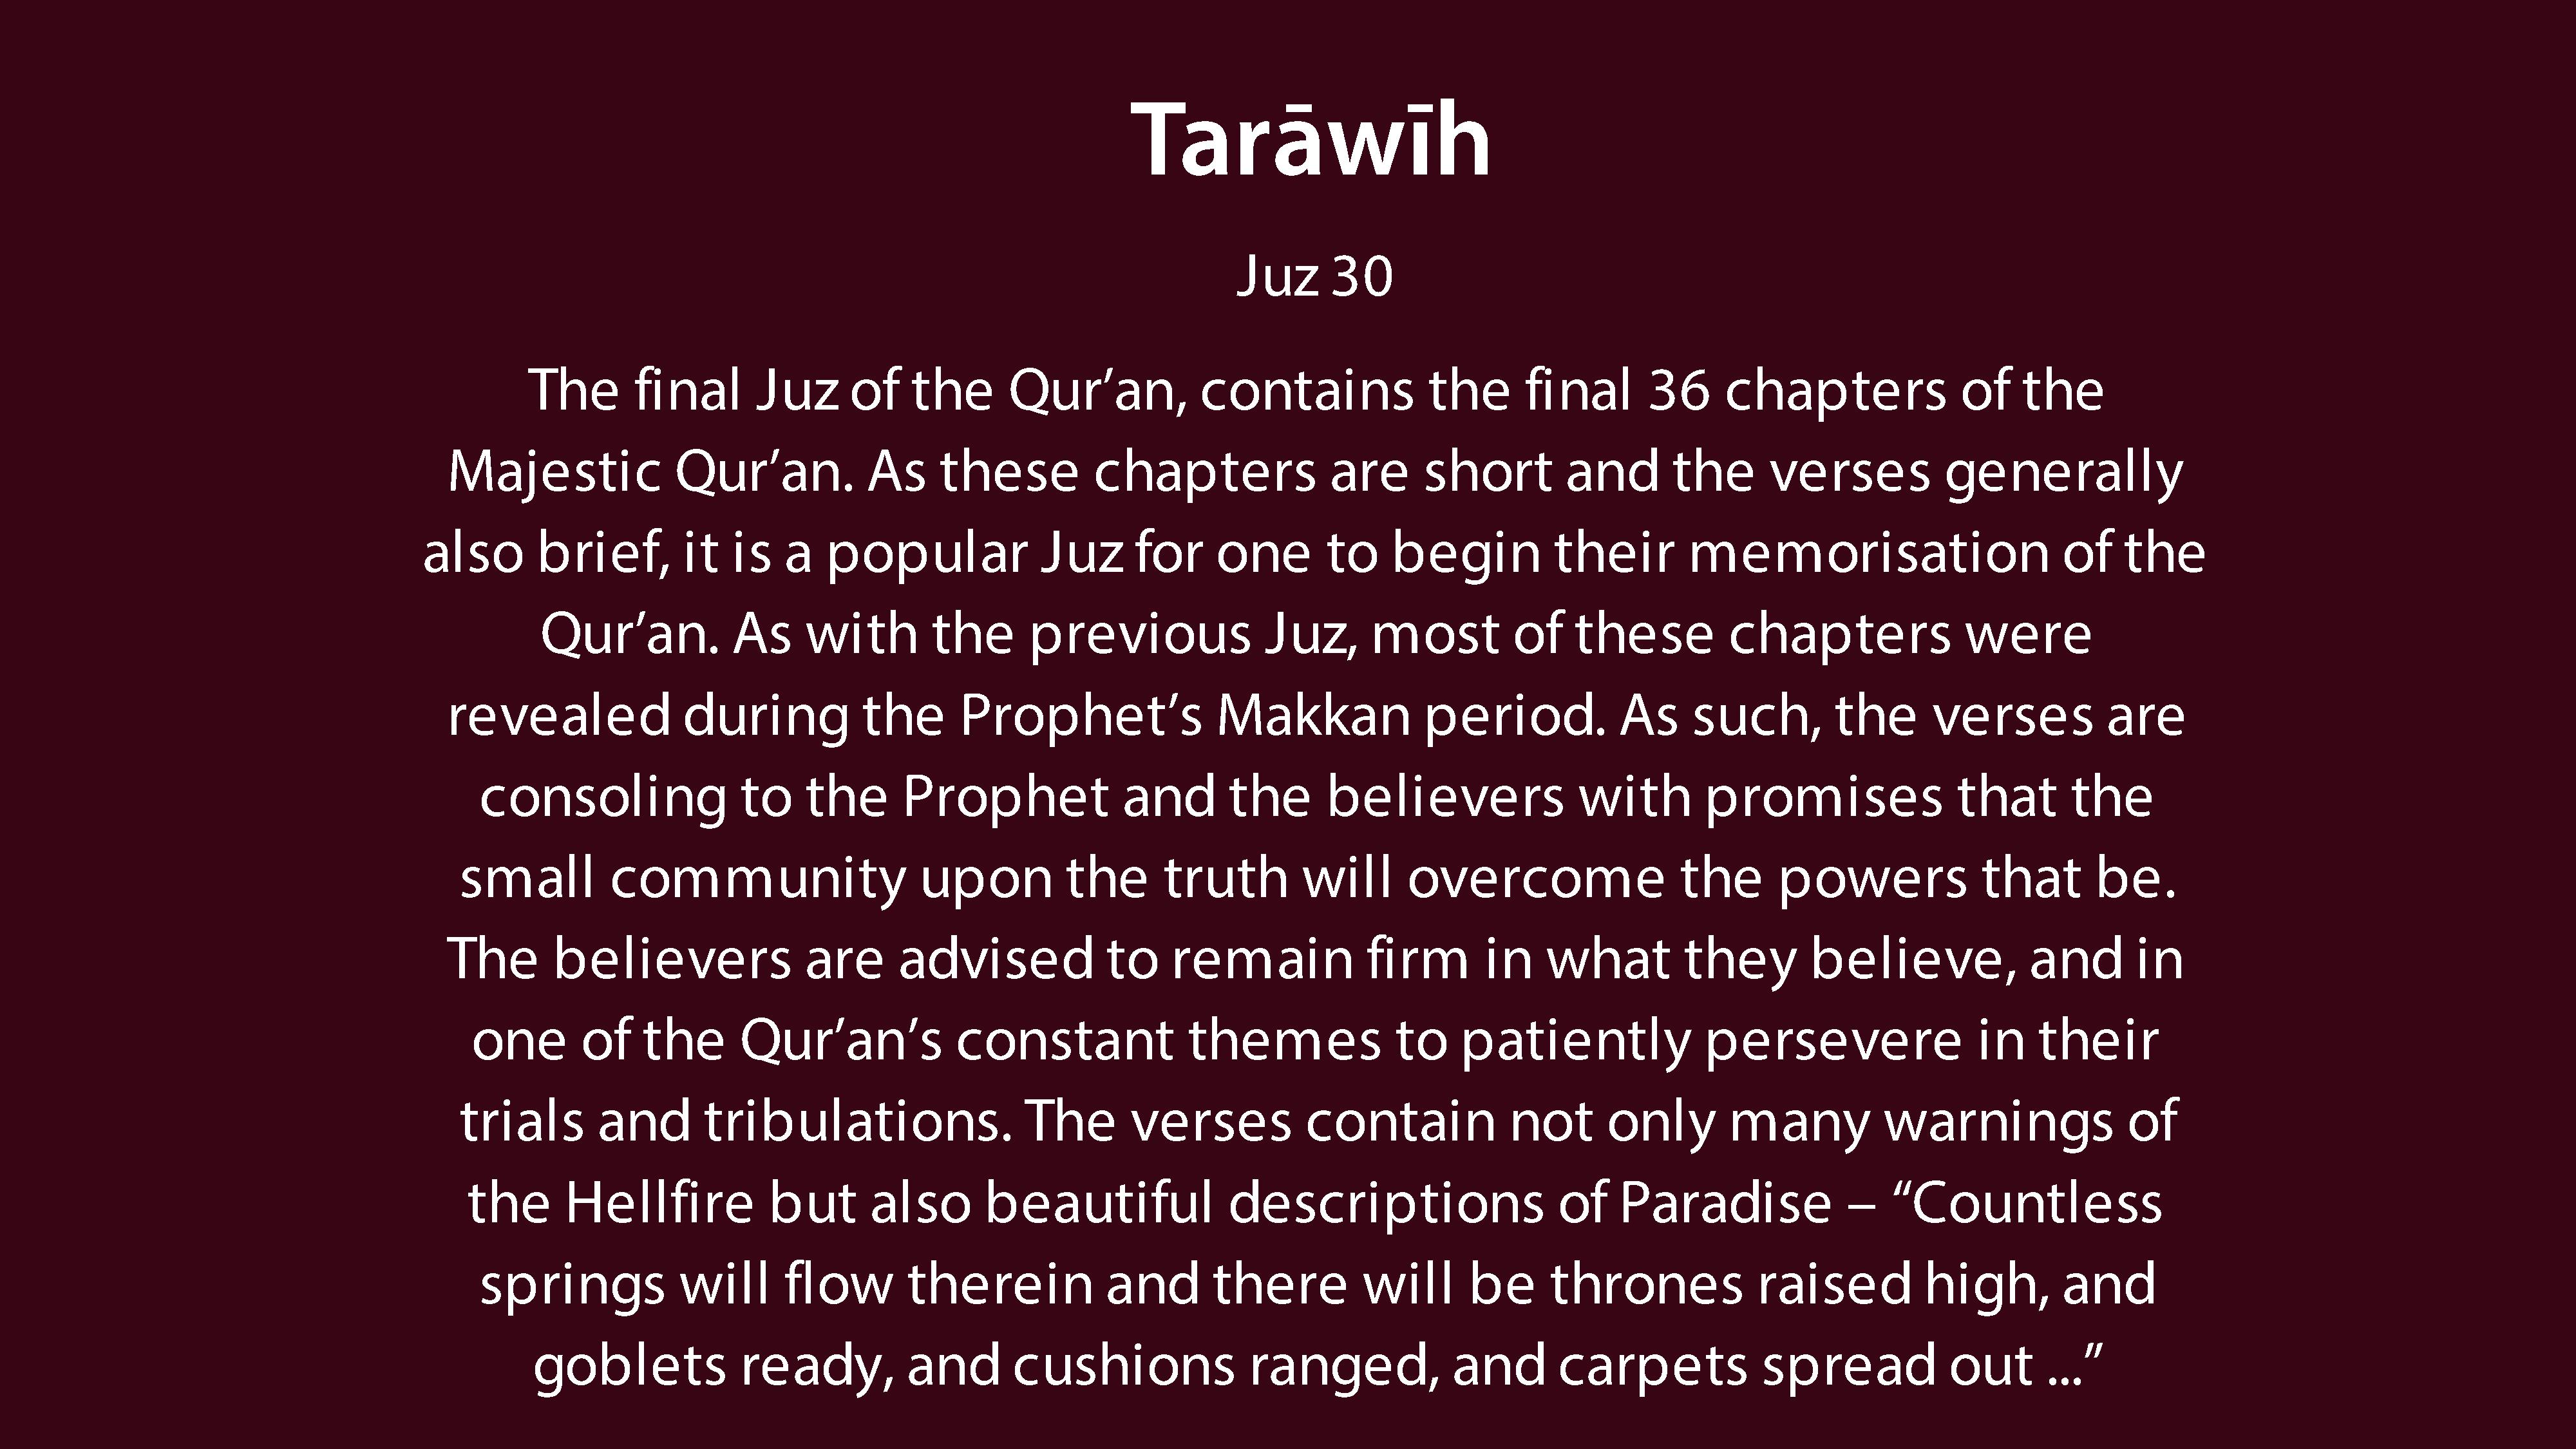 Tarāwīh
Juz 30
The final Juz of the Qur’an, contains the final 36 chapters of the
Majestic Qur’an. As these chapters are short and the verses generally
also brief, it is a popular Juz for one to begin their memorisation of the
Qur’an. As with the previous Juz, most of these chapters were
revealed during the Prophet’s Makkan period. As such, the verses are
consoling to the Prophet and the believers with promises that the
small community upon the truth will overcome the powers that be.
The believers are advised to remain firm in what they believe, and in
one of the Qur’an’s constant themes to patiently persevere in their
trials and tribulations. The verses contain not only many warnings of
the Hellfire but also beautiful descriptions of Paradise – “Countless
springs will flow therein and there will be thrones raised high, and
goblets ready, and cushions ranged, and carpets spread out ...”